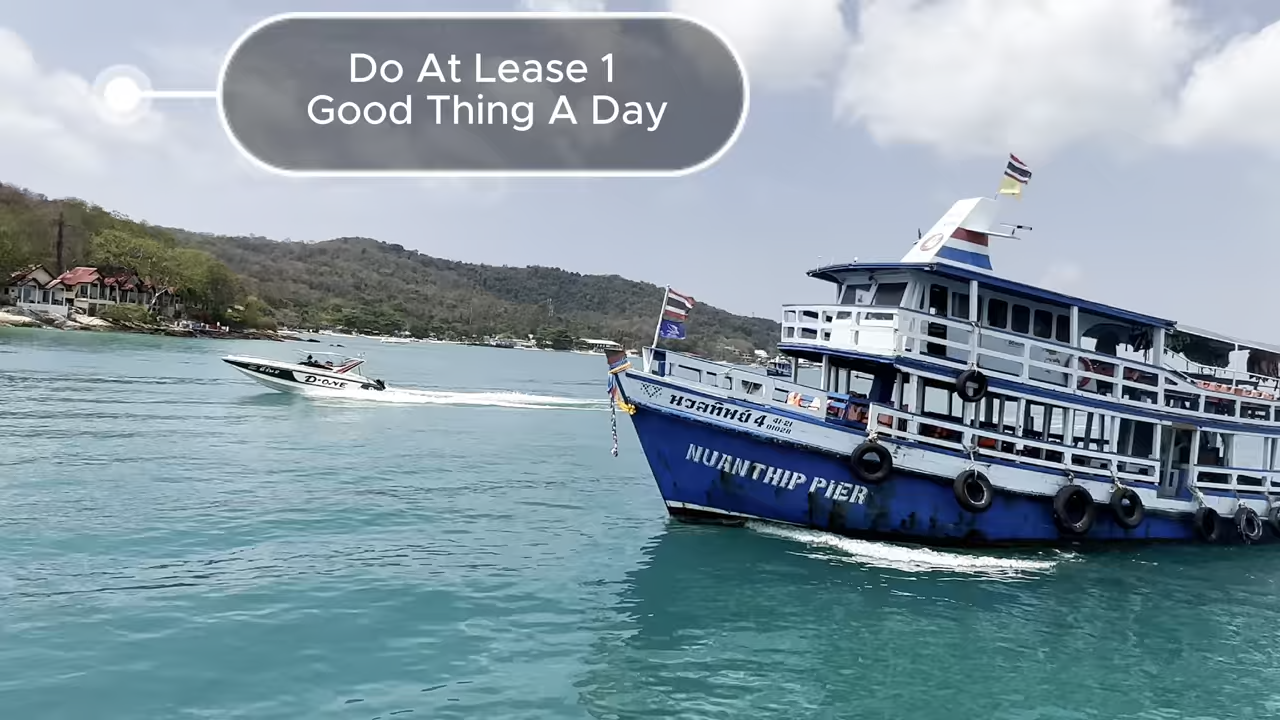 Do At Lease 1
Good Thing A Day
D-ONE
นวลทิพย์ 4
NUANTHIP PIER